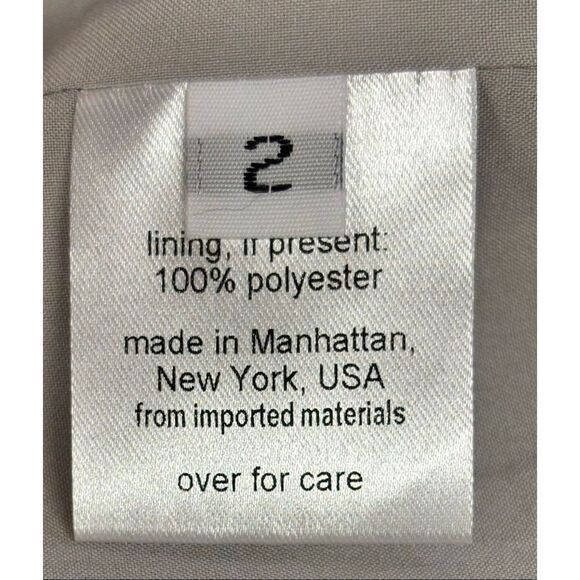 2
lining, if present:
100% polyester
made in Manhattan,
New York, USA
from imported materials
over for care